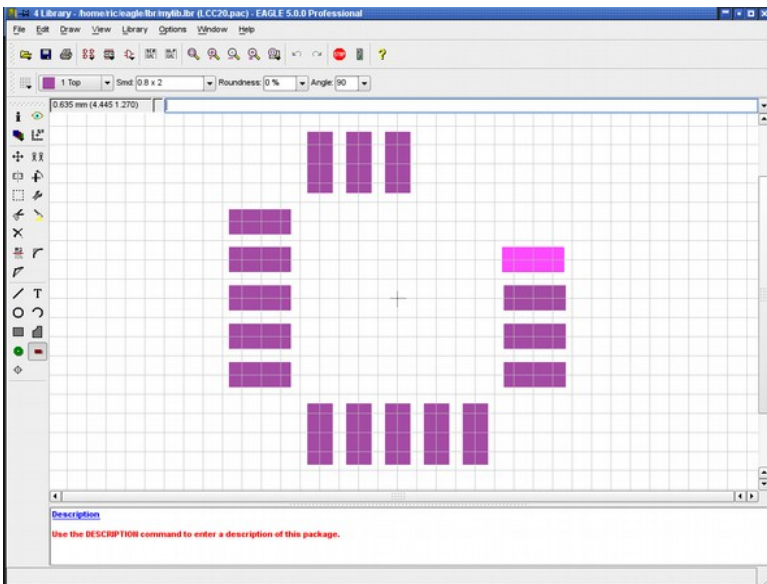 4 Library - /home/ric/eagle/lbr/mylib.lbr (LCC20.pac) - EAGLE 5.0.0 Professional
File Edit Draw View Library Options Window Help
1 Top Smd: 0.8 x 2 Roundness: 0 % Angle: 90
0.635 mm (4.445 1.270)
Description
Use the DESCRIPTION command to enter a description of this package.